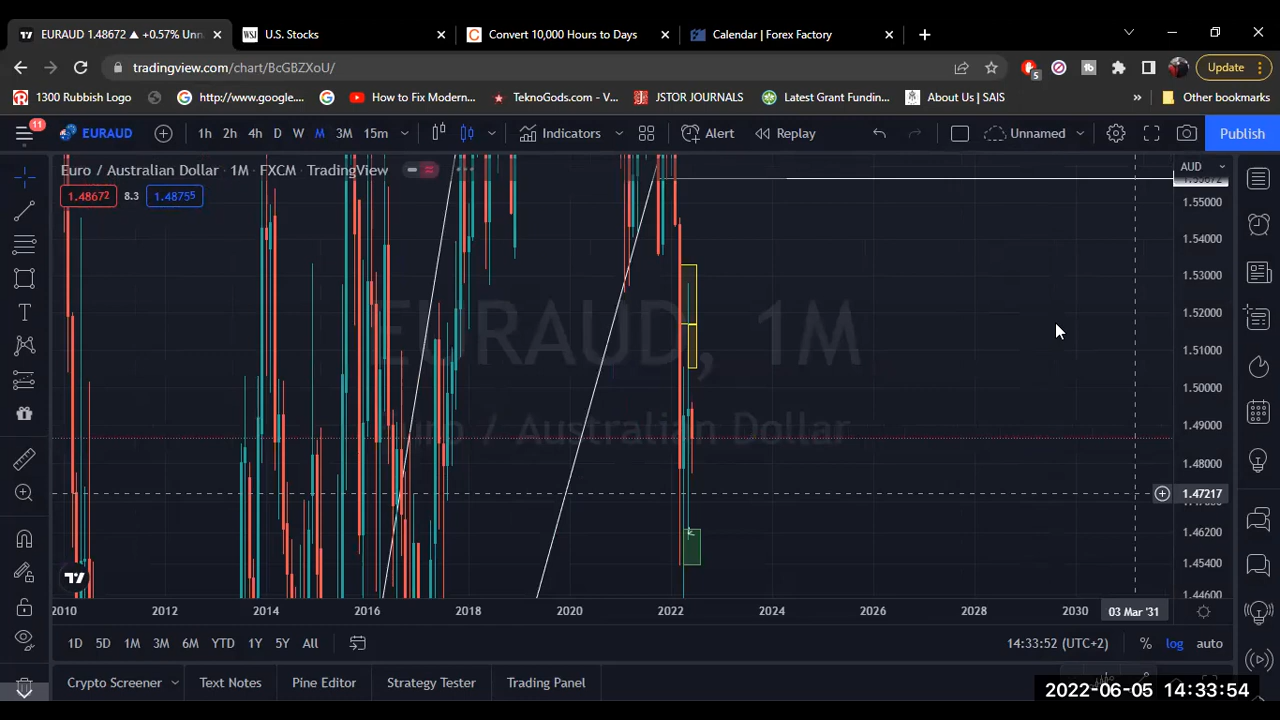 EURAUD 1.48672 ▲ +0.57% Unn
U.S. Stocks
Convert 10,000 Hours to Days
Calendar | Forex Factory
tradingview.com/chart/BcGBZXoU/
5
Update
1300 Rubbish Logo
http://www.google....
How to Fix Modern...
TeknoGods.com - V...
JSTOR JOURNALS
Latest Grant Funding...
About Us | SAIS
»
Other bookmarks
11
EURAUD
1h 2h 4h D W M 3M 15m
Indicators
Alert
Replay
Unnamed
Publish
Euro / Australian Dollar · 1M · FXCM · TradingView
AUD
1.48672
8.3
1.48755
1.55000
1.54000
1.53000
1.52000
1.51000
1.50000
1.49000
1.48000
1.47217
1.46200
1.45400
1.44600
EURAUD, 1M
Euro / Australian Dollar
2010 2012 2014 2016 2018 2020 2022 2024 2026 2028 2030 03 Mar '31
1D 5D 1M 3M 6M YTD 1Y 5Y All
14:33:52 (UTC+2)
% log auto
Crypto Screener
Text Notes
Pine Editor
Strategy Tester
Trading Panel
2022-06-05 14:33:54